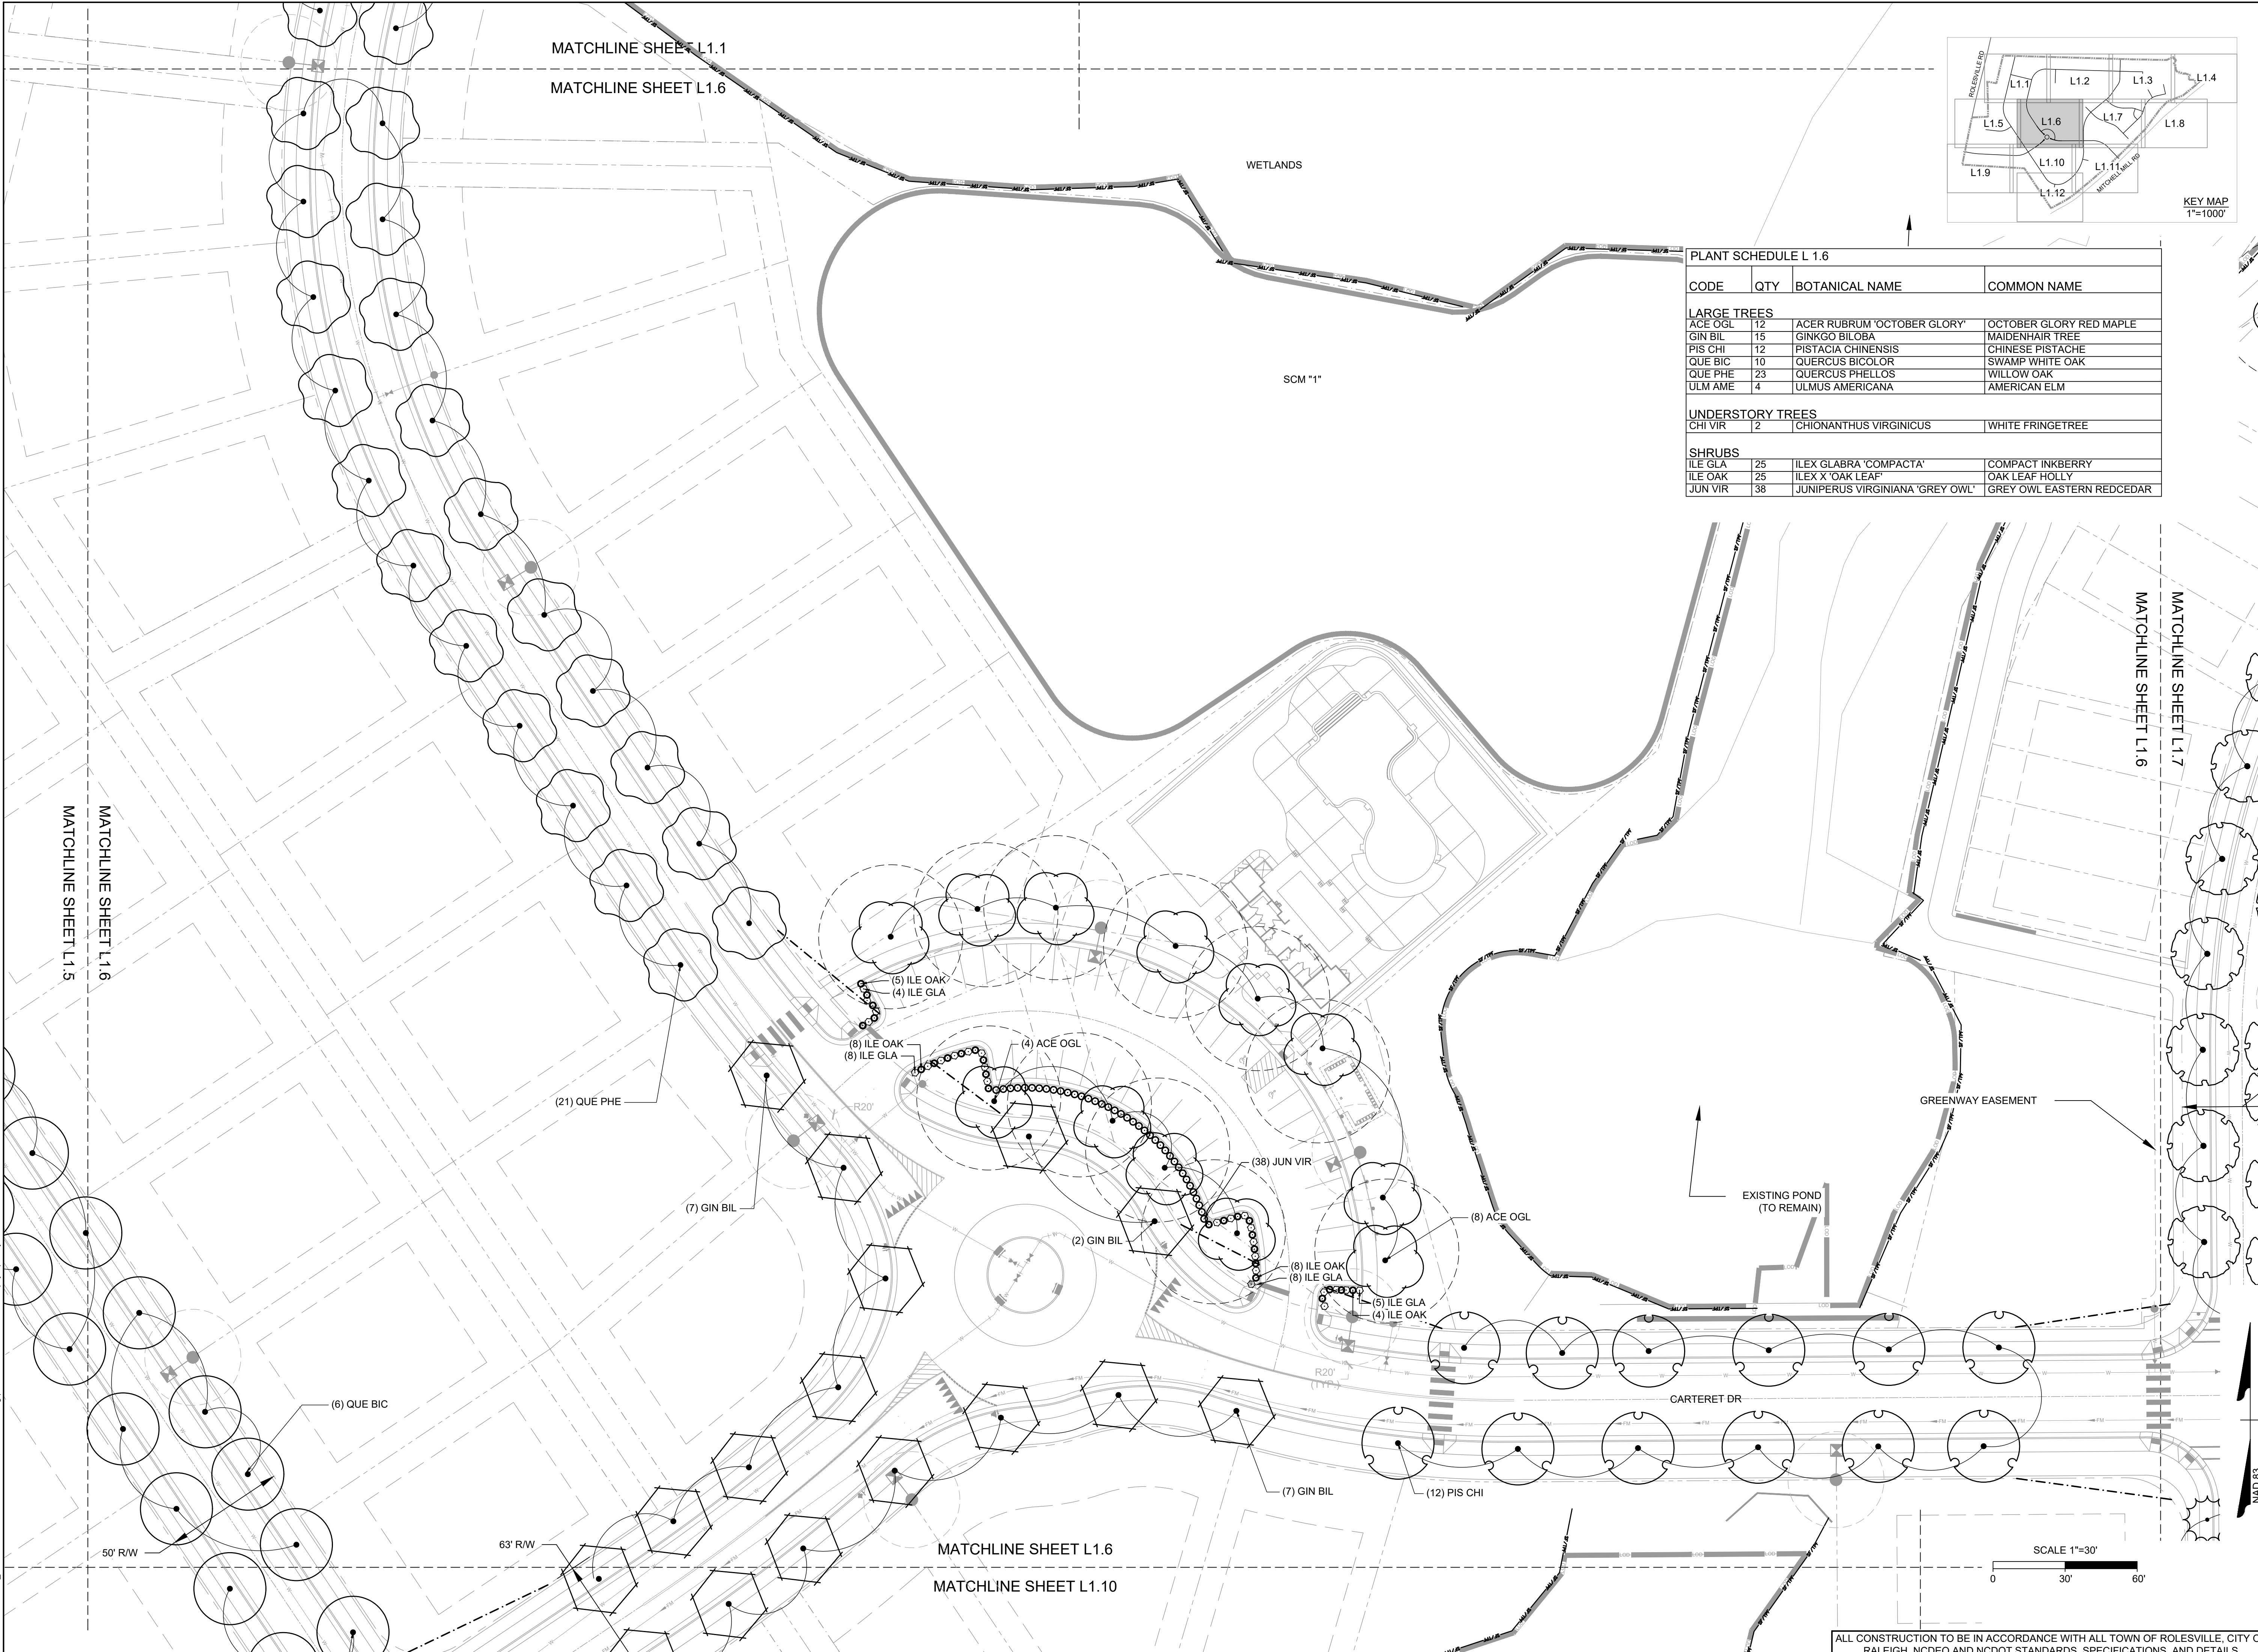 MATCHLINE SHEET L1.1
MATCHLINE SHEET L1.6
WETLANDS
SCM "1"
ROLESVILLE RD
L1.1
L1.2
L1.3
L1.4
L1.5
L1.6
L1.7
L1.8
L1.9
L1.10
L1.11
L1.12
MITCHELL MILL RD
KEY MAP
1"=1000'
PLANT SCHEDULE L 1.6
CODE QTY BOTANICAL NAME COMMON NAME
LARGE TREES
ACE OGL 12 ACER RUBRUM 'OCTOBER GLORY' OCTOBER GLORY RED MAPLE
GIN BIL 15 GINKGO BILOBA MAIDENHAIR TREE
PIS CHI 12 PISTACIA CHINENSIS CHINESE PISTACHE
QUE BIC 10 QUERCUS BICOLOR SWAMP WHITE OAK
QUE PHE 23 QUERCUS PHELLOS WILLOW OAK
ULM AME 4 ULMUS AMERICANA AMERICAN ELM
UNDERSTORY TREES
CHI VIR 2 CHIONANTHUS VIRGINICUS WHITE FRINGETREE
SHRUBS
ILE GLA 25 ILEX GLABRA 'COMPACTA' COMPACT INKBERRY
ILE OAK 25 ILEX X 'OAK LEAF' OAK LEAF HOLLY
JUN VIR 38 JUNIPERUS VIRGINIANA 'GREY OWL' GREY OWL EASTERN REDCEDAR
MATCHLINE SHEET L1.7
MATCHLINE SHEET L1.6
MATCHLINE SHEET L1.6
MATCHLINE SHEET L1.5
(5) ILE OAK
(4) ILE GLA
(8) ILE OAK
(8) ILE GLA
(4) ACE OGL
(21) QUE PHE
R20'
(38) JUN VIR
(7) GIN BIL
(2) GIN BIL
(8) ACE OGL
(8) ILE OAK
(8) ILE GLA
(5) ILE GLA
(4) ILE OAK
GREENWAY EASEMENT
EXISTING POND
(TO REMAIN)
R20'
(TYP.)
CARTERET DR
(6) QUE BIC
(7) GIN BIL
(12) PIS CHI
50' R/W
63' R/W
MATCHLINE SHEET L1.6
MATCHLINE SHEET L1.10
NAD 83
SCALE 1"=30'
0 30' 60'
ALL CONSTRUCTION TO BE IN ACCORDANCE WITH ALL TOWN OF ROLESVILLE, CITY O
RALEIGH, NCDEQ AND NCDOT STANDARDS, SPECIFICATIONS, AND DETAILS